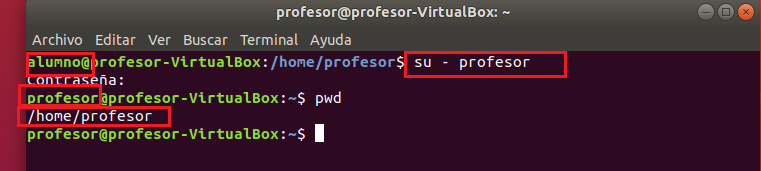 profesor@profesor-VirtualBox: ~
Archivo Editar Ver Buscar Terminal Ayuda
alumno@profesor-VirtualBox:/home/profesor$ su - profesor
Contraseña:
profesor@profesor-VirtualBox:~$ pwd
/home/profesor
profesor@profesor-VirtualBox:~$